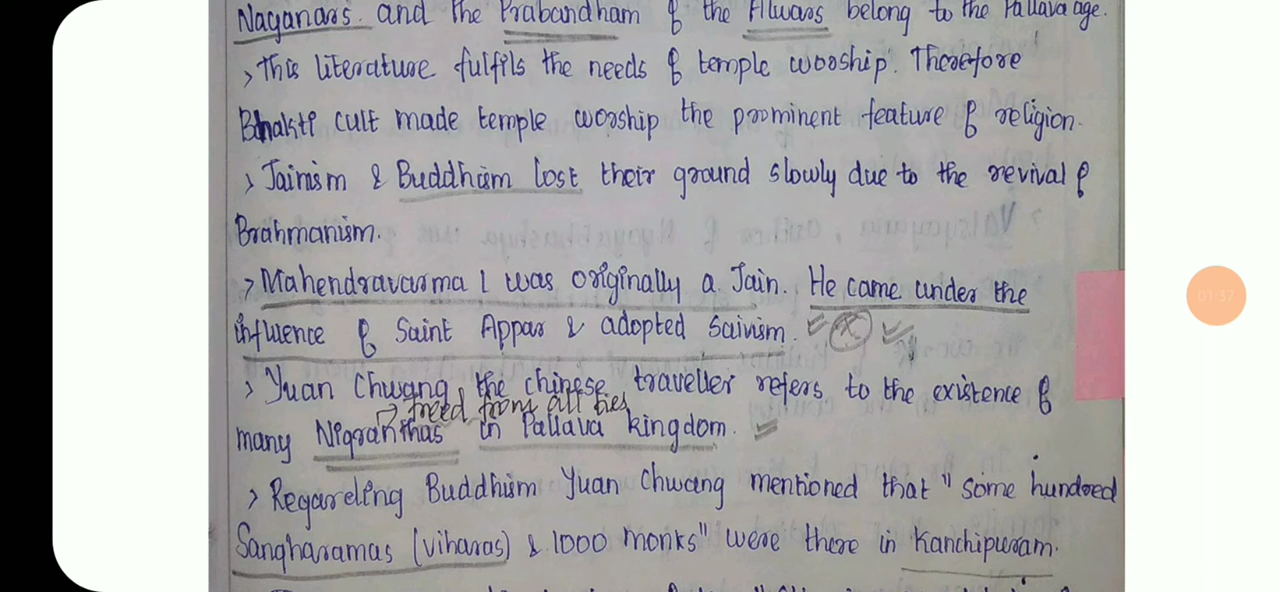 Naganars. and the Prabandham of the Alwars belong to the Pallava age.
> This literature fulfils the needs of temple worship. Therefore
Bhakti cult made temple worship the prominent feature of religion.
> Jainism & Buddhism lost their ground slowly due to the revival of
Brahmanism.
> Mahendravarma I was originally a Jain. He came under the
influence of Saint Appar & adopted Saivism.
> Yuan Chwang the chinese traveller refers to the existence of
→ freed from all ties
many Nigranthas in Pallava kingdom.
> Regareling Buddhism Yuan Chwang mentioned that "some hundred
Sangharamas (viharas) & 1000 monks" were there in Kanchipuram.
01:37